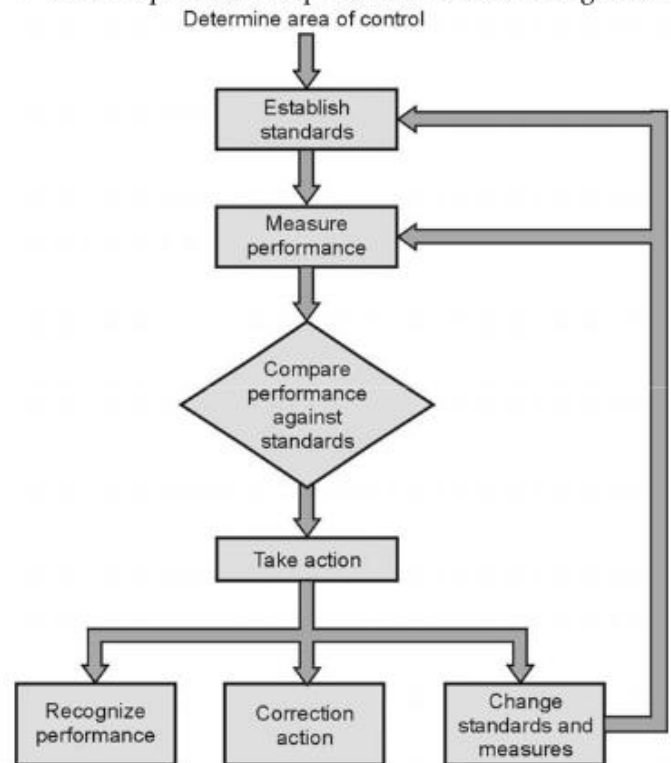 Determine area of control
Establish
standards
Measure
performance
Compare
performance
against
standards
Take action
Recognize
performance
Correction
action
Change
standards and
measures